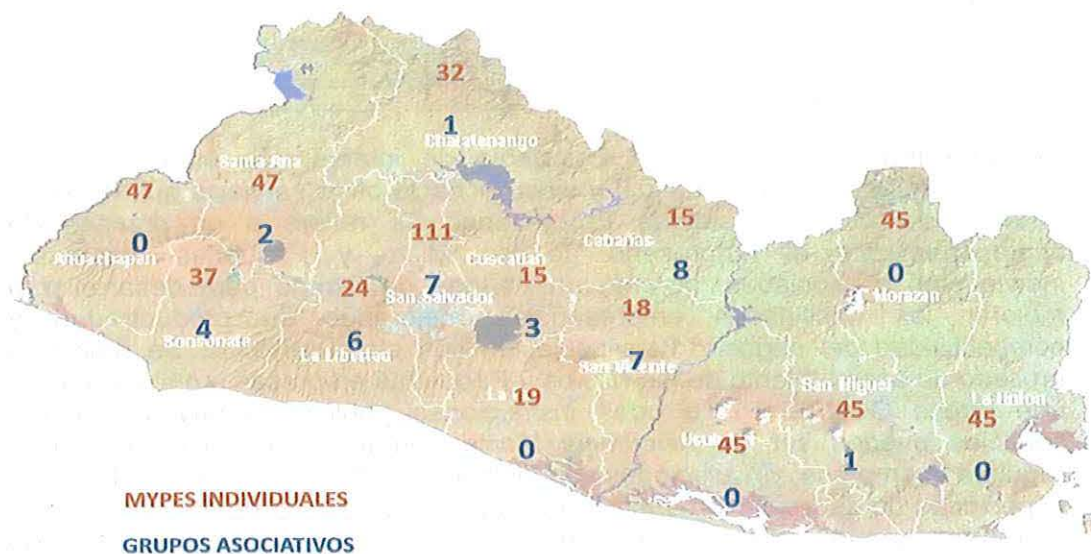 32
1
Chalatenango
Santa Ana
47
47
0
2
Ahuachapán
37
4
Sonsonate
111
7
San Salvador
24
6
La Libertad
Cuscatlán
15
3
15
Cabañas
8
18
7
San Vicente
La
19
0
45
0
Morazan
San Miguel
45
1
La Unión
45
0
45
0
MYPES INDIVIDUALES
GRUPOS ASOCIATIVOS